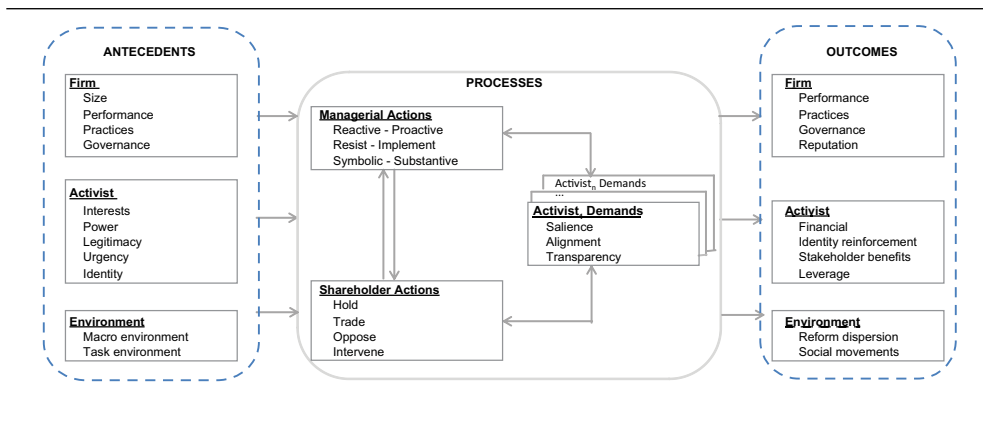 ANTECEDENTS
Firm
Size
Performance
Practices
Governance
Activist
Interests
Power
Legitimacy
Urgency
Identity
Environment
Macro environment
Task environment
PROCESSES
Managerial Actions
Reactive - Proactive
Resist - Implement
Symbolic - Substantive
Activistₙ Demands
...
Activist, Demands
Salience
Alignment
Transparency
Shareholder Actions
Hold
Trade
Oppose
Intervene
OUTCOMES
Firm
Performance
Practices
Governance
Reputation
Activist
Financial
Identity reinforcement
Stakeholder benefits
Leverage
Environment
Reform dispersion
Social movements